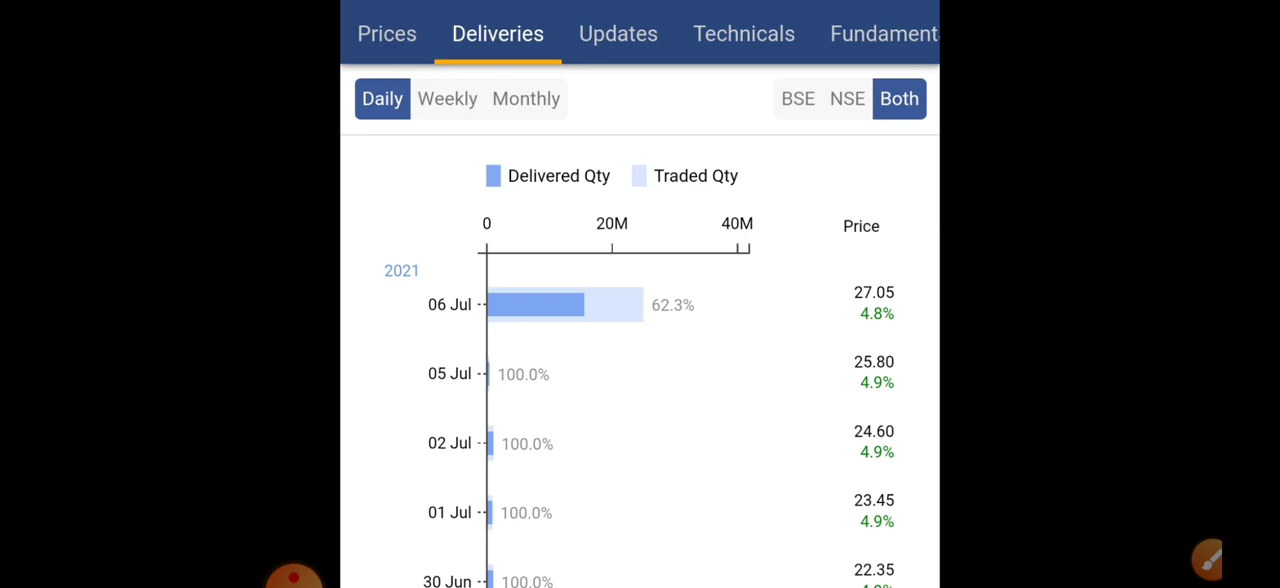 Prices Deliveries Updates Technicals Fundament
Daily Weekly Monthly BSE NSE Both
Delivered Qty Traded Qty
0 20M 40M Price
2021
06 Jul 62.3% 27.05
4.8%
05 Jul 100.0% 25.80
4.9%
02 Jul 100.0% 24.60
4.9%
01 Jul 100.0% 23.45
4.9%
30 Jun 100.0% 22.35